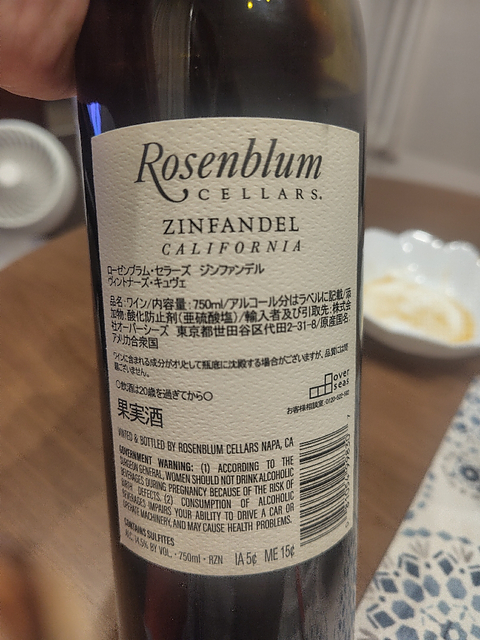 Rosenblum
CELLARS®
ZINFANDEL
CALIFORNIA
ローゼンブラム・セラーズ ジンファンデル
ヴィントナーズ・キュヴェ
品名:ワイン/内容量:750ml/アルコール分はラベルに記載/添
加物:酸化防止剤(亜硫酸塩)/輸入者及び引取先:株式会
社オーバーシーズ 東京都世田谷区代田2-31-8/原産国名:
アメリカ合衆国
ワインに含まれる成分がオリとして瓶底に沈殿する場合がございますが、品質には問
題ございません。
over
seas
○飲酒は20歳を過ぎてから○
お客様相談室:0120-522-582
果実酒
VINTED & BOTTLED BY ROSENBLUM CELLARS NAPA, CA
GOVERNMENT WARNING: (1) ACCORDING TO THE
SURGEON GENERAL, WOMEN SHOULD NOT DRINK ALCOHOLIC
BEVERAGES DURING PREGNANCY BECAUSE OF THE RISK OF
BIRTH DEFECTS. (2) CONSUMPTION OF ALCOHOLIC
BEVERAGES IMPAIRS YOUR ABILITY TO DRIVE A CAR OR
OPERATE MACHINERY, AND MAY CAUSE HEALTH PROBLEMS.
CONTAINS SULFITES
ALC. 14.5% BY VOL · 750ml · RZN IA 5¢ ME 15¢